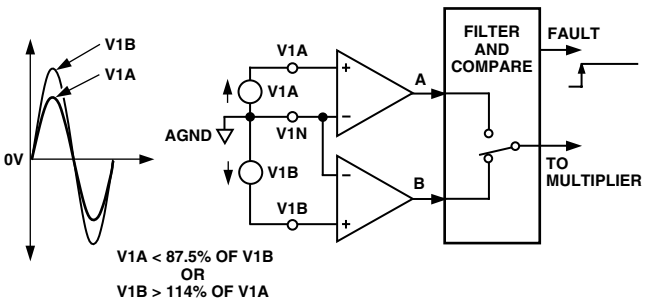 V1B
V1A
0V
V1A
V1A
AGND
V1N
V1B
V1B
A
B
FILTER
AND
COMPARE
FAULT
TO
MULTIPLIER
V1A < 87.5% OF V1B
OR
V1B > 114% OF V1A